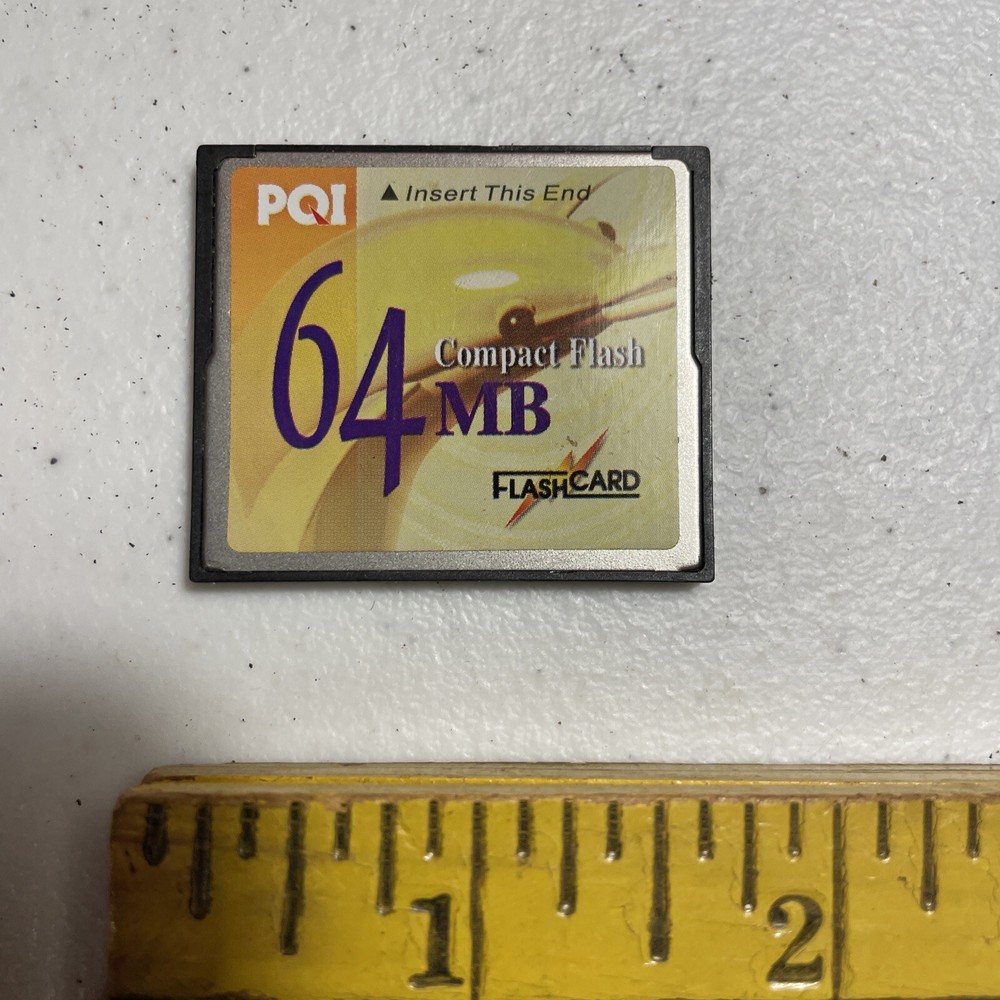 PQI
▲ Insert This End
64
Compact Flash
MB
FLASHCARD
1 2